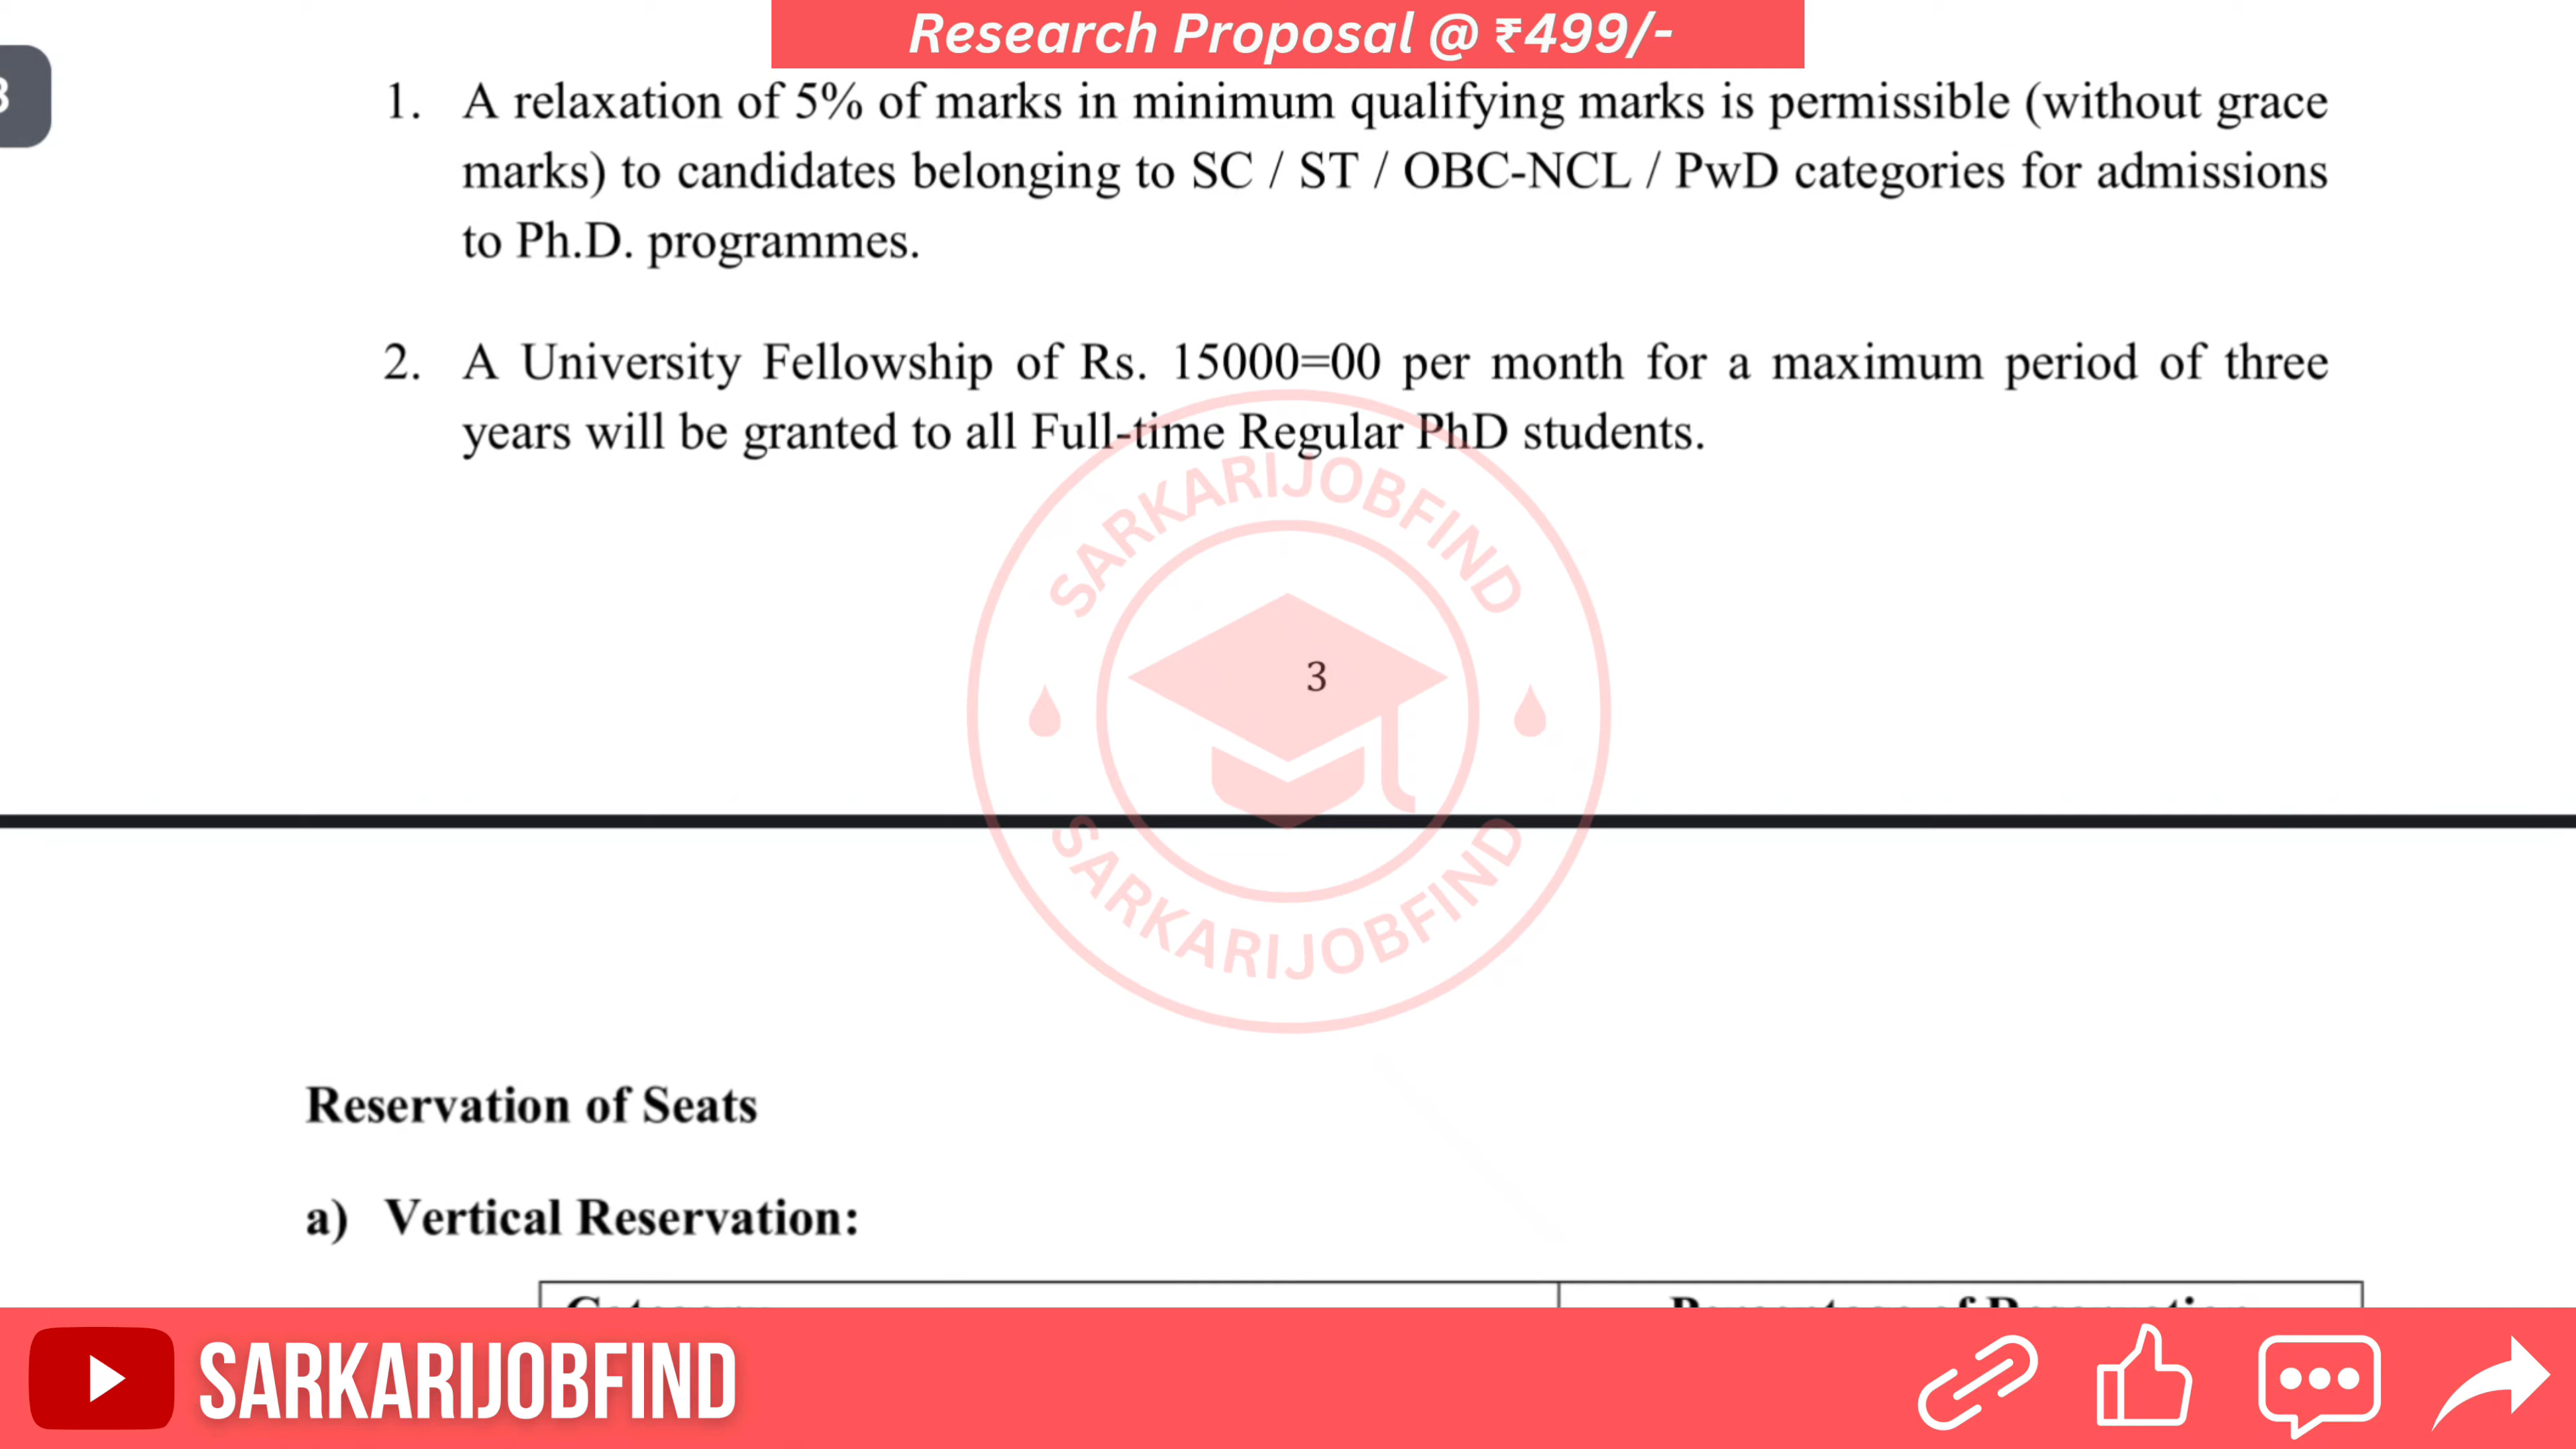 Research Proposal @ ₹499/-
1. A relaxation of 5% of marks in minimum qualifying marks is permissible (without grace
marks) to candidates belonging to SC / ST / OBC-NCL / PwD categories for admissions
to Ph.D. programmes.
2. A University Fellowship of Rs. 15000=00 per month for a maximum period of three
years will be granted to all Full-time Regular PhD students.
SARKARIJOBFIND
3
SARKARIJOBFIND
Reservation of Seats
a) Vertical Reservation:
SARKARIJOBFIND